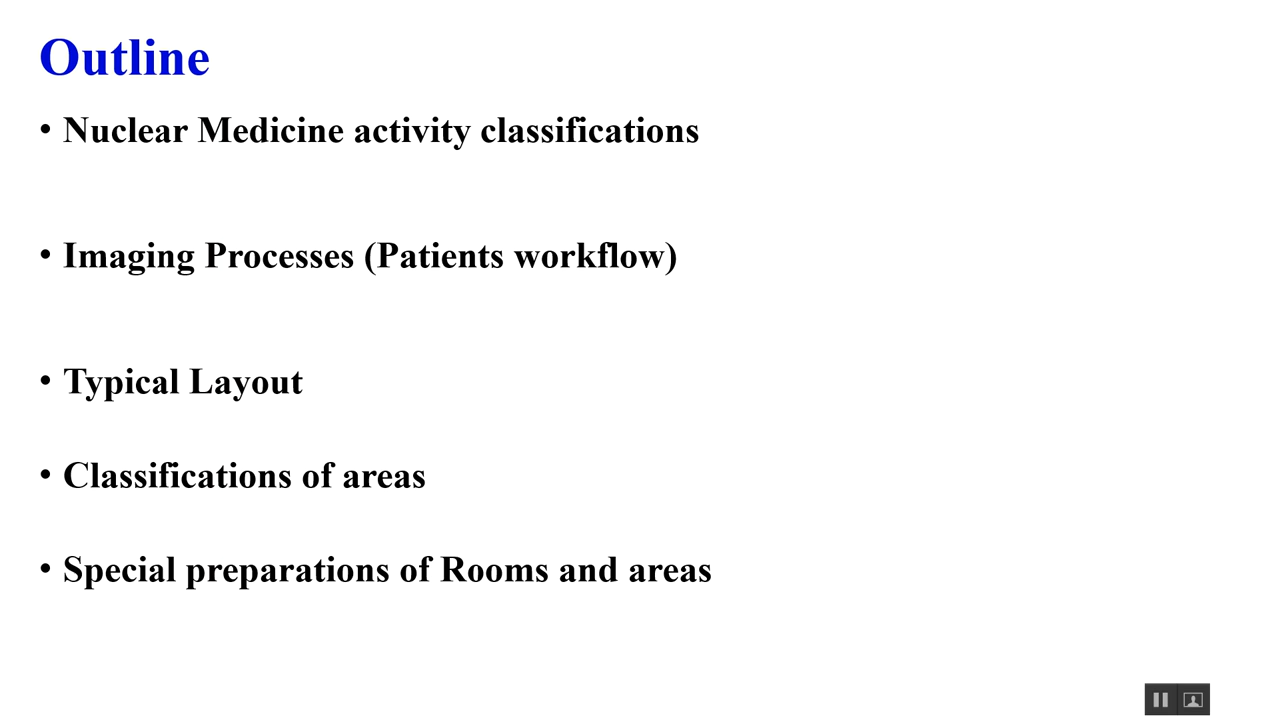 Outline
• Nuclear Medicine activity classifications
• Imaging Processes (Patients workflow)
• Typical Layout
• Classifications of areas
• Special preparations of Rooms and areas